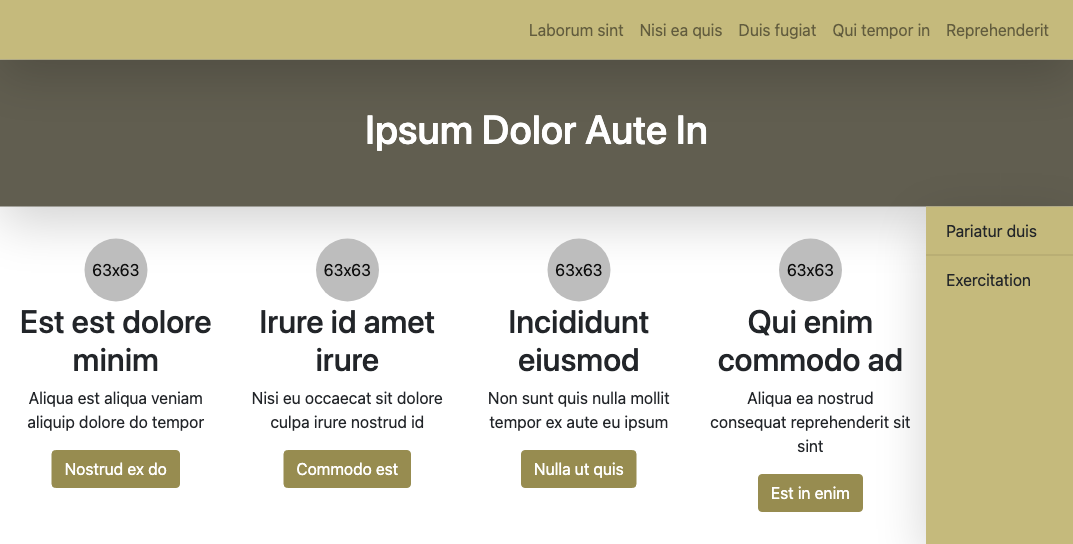 Laborum sint Nisi ea quis Duis fugiat Qui tempor in Reprehenderit
Ipsum Dolor Aute In
63x63
Est est dolore
minim
Aliqua est aliqua veniam
aliquip dolore do tempor
Nostrud ex do
63x63
Irure id amet
irure
Nisi eu occaecat sit dolore
culpa irure nostrud id
Commodo est
63x63
Incididunt
eiusmod
Non sunt quis nulla mollit
tempor ex aute eu ipsum
Nulla ut quis
63x63
Qui enim
commodo ad
Aliqua ea nostrud
consequat reprehenderit sit
sint
Est in enim
Pariatur duis
Exercitation